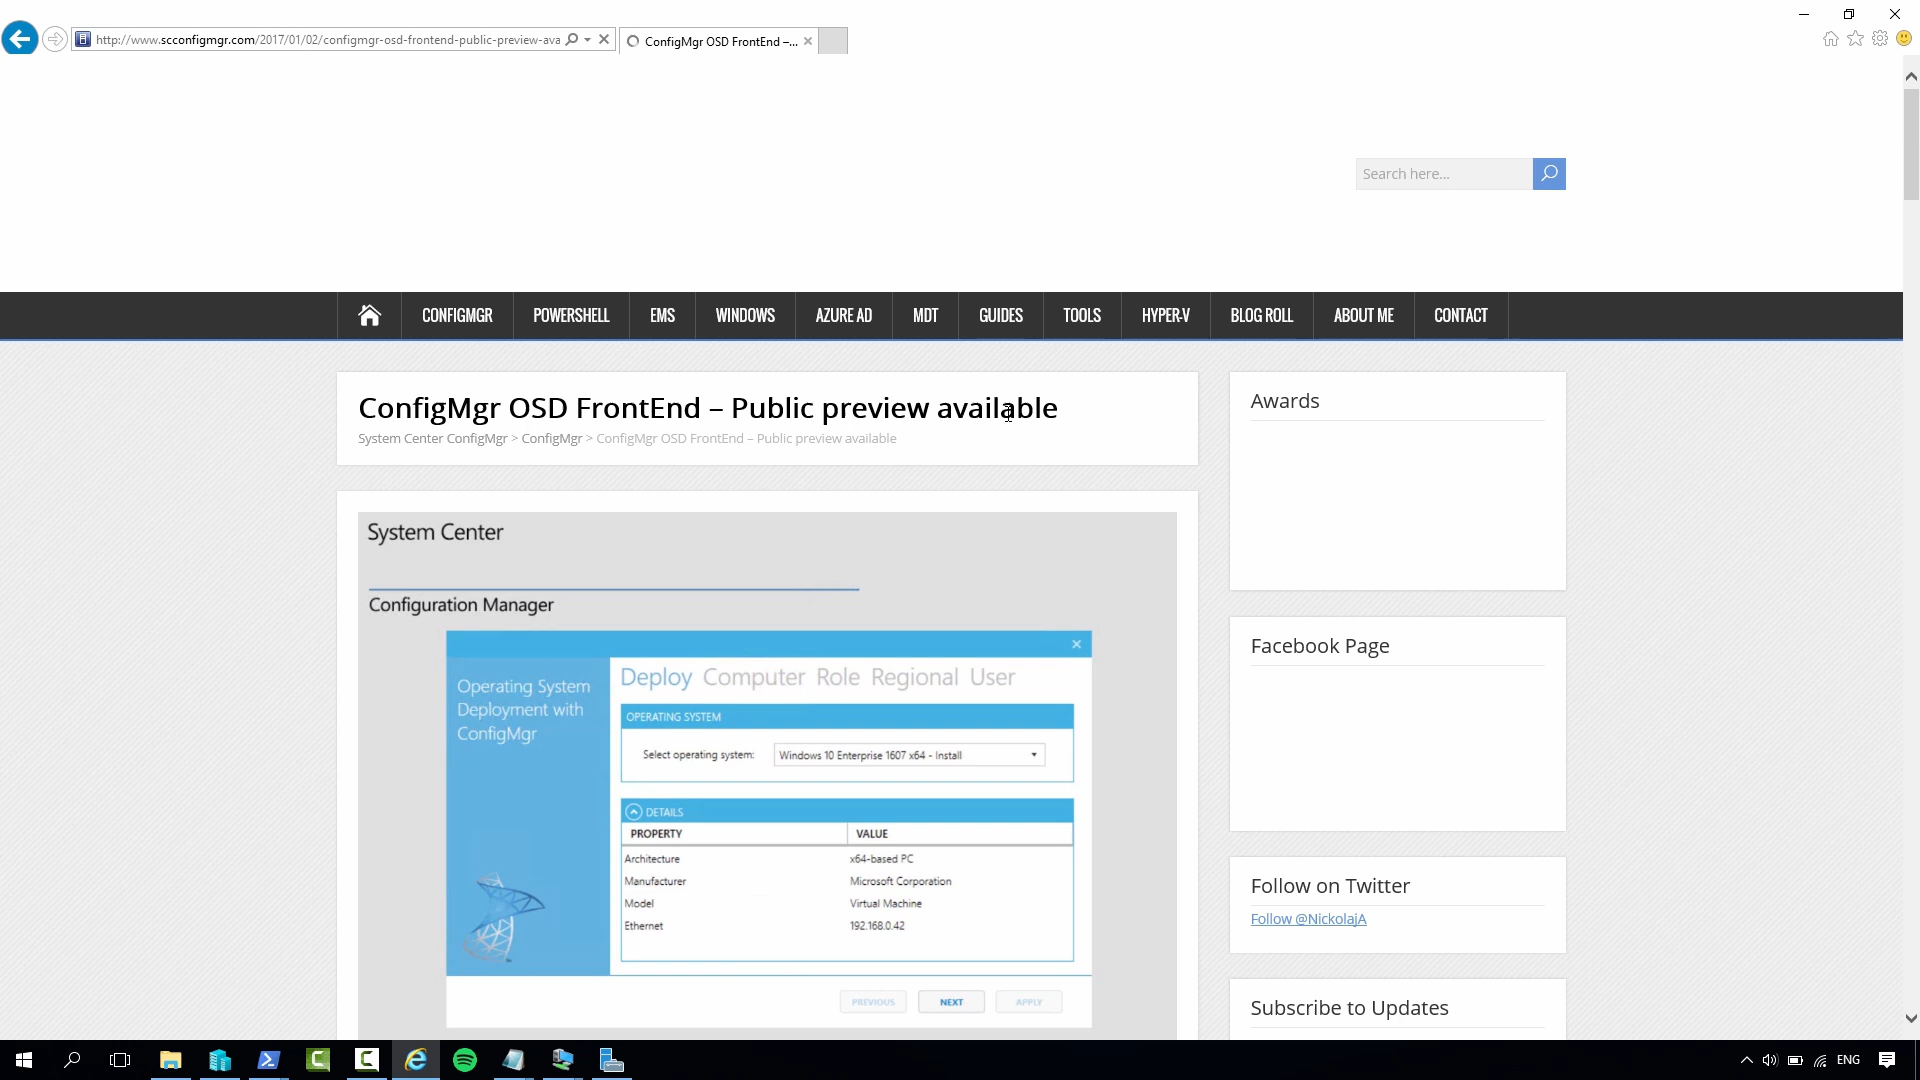 http://www.scconfigmgr.com/2017/01/02/configmgr-osd-frontend-public-preview-ava
ConfigMgr OSD FrontEnd –...
Search here...
CONFIGMGR POWERSHELL EMS WINDOWS AZURE AD MDT GUIDES TOOLS HYPER-V BLOG ROLL ABOUT ME CONTACT
ConfigMgr OSD FrontEnd – Public preview available
System Center ConfigMgr > ConfigMgr > ConfigMgr OSD FrontEnd – Public preview available
System Center
Configuration Manager
Operating System
Deployment with
ConfigMgr
Deploy Computer Role Regional User
OPERATING SYSTEM
Select operating system: Windows 10 Enterprise 1607 x64 - Install
DETAILS
PROPERTY VALUE
Architecture x64-based PC
Manufacturer Microsoft Corporation
Model Virtual Machine
Ethernet 192.168.0.42
PREVIOUS NEXT APPLY
Awards
Facebook Page
Follow on Twitter
Follow @NickolajA
Subscribe to Updates
ENG